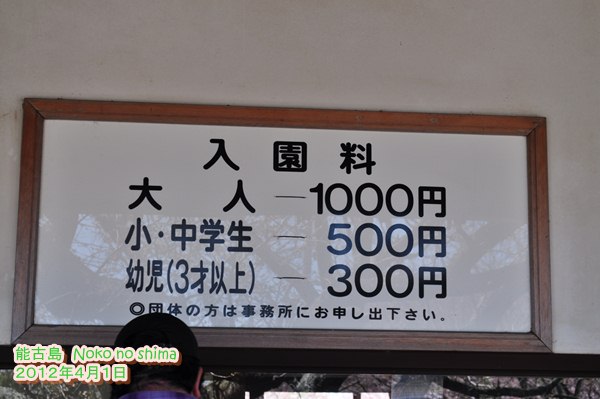 入園料
大人 — 1000円
小・中学生 — 500円
幼児(3才以上) — 300円
◎団体の方は事務所にお申し出下さい。
能古島 Noko no shima
2012年4月1日